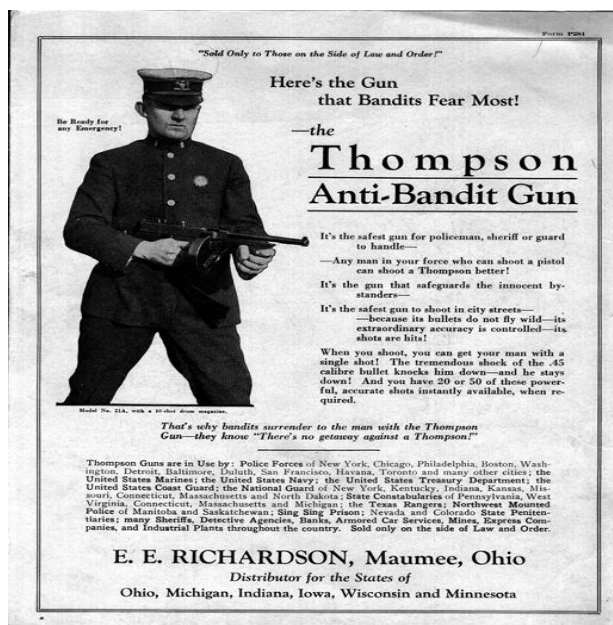 Form P281
"Sold Only to Those on the Side of Law and Order!"
Here's the Gun
that Bandits Fear Most!
Be Ready for
any Emergency!
—the
Thompson
Anti-Bandit Gun
It's the safest gun for policeman, sheriff or guard
to handle—
—Any man in your force who can shoot a pistol
can shoot a Thompson better!
It's the gun that safeguards the innocent by-
standers—
It's the safest gun to shoot in city streets—
—because its bullets do not fly wild—its
extraordinary accuracy is controlled—its
shots are hits!
When you shoot, you can get your man with a
single shot! The tremendous shock of the .45
calibre bullet knocks him down—and he stays
down! And you have 20 or 50 of these power-
ful, accurate shots instantly available, when re-
quired.
Model No. 21A, with a 50-shot drum magazine.
That's why bandits surrender to the man with the Thompson
Gun—they know "There's no getaway against a Thompson!"
Thompson Guns are in Use by: Police Forces of New York, Chicago, Philadelphia, Boston, Wash-
ington, Detroit, Baltimore, Duluth, San Francisco, Havana, Toronto and many other cities; the
United States Marines; the United States Navy; the United States Treasury Department; the
United States Coast Guard; the National Guard of New York, Kentucky, Indiana, Kansas, Mis-
souri, Connecticut, Massachusetts and North Dakota; State Constabularies of Pennsylvania, West
Virginia, Connecticut, Massachusetts and Michigan; the Texas Rangers; Northwest Mounted
Police of Manitoba and Saskatchewan; Sing Sing Prison; Nevada and Colorado State Peniten-
tiaries; many Sheriffs, Detective Agencies, Banks, Armored Car Services, Mines, Express Com-
panies, and Industrial Plants throughout the country. Sold only on the side of Law and Order.
E. E. RICHARDSON, Maumee, Ohio
Distributor for the States of
Ohio, Michigan, Indiana, Iowa, Wisconsin and Minnesota